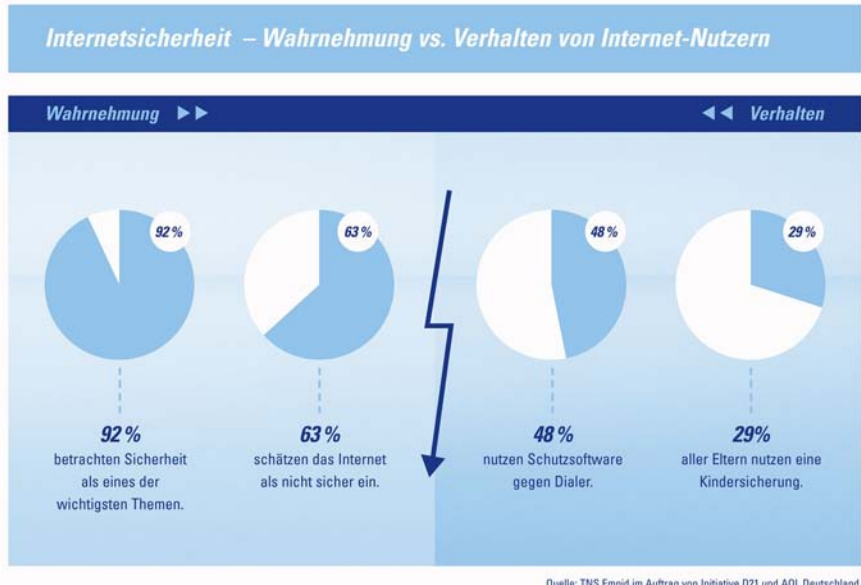 Internetsicherheit – Wahrnehmung vs. Verhalten von Internet-Nutzern
Wahrnehmung
Verhalten
92 %
63 %
48 %
29 %
92 %
betrachten Sicherheit
als eines der
wichtigsten Themen.
63 %
schätzen das Internet
als nicht sicher ein.
48 %
nutzen Schutzsoftware
gegen Dialer.
29%
aller Eltern nutzen eine
Kindersicherung.
Quelle: TNS Emnid im Auftrag von Initiative D21 und AOL Deutschland